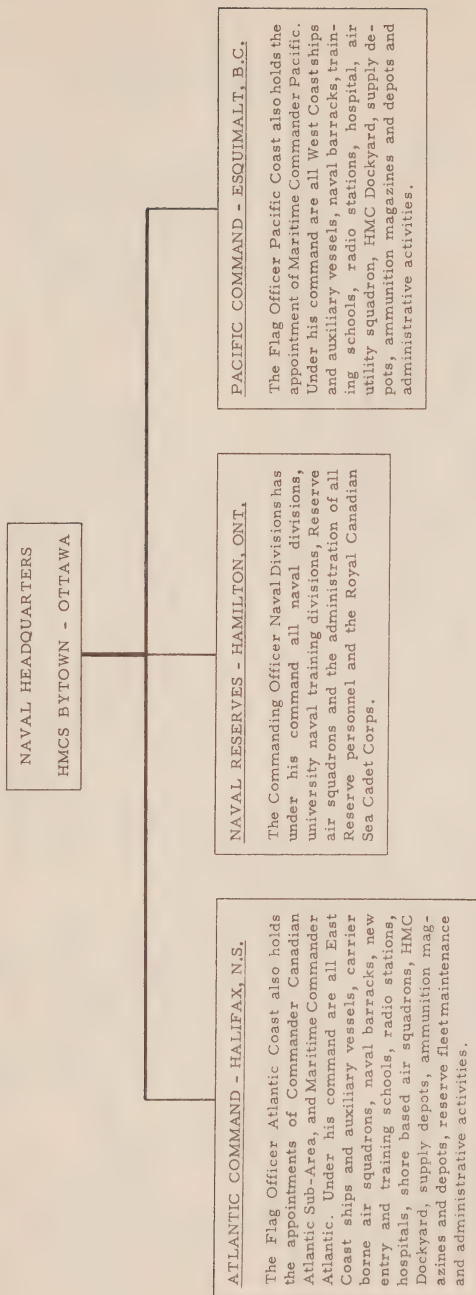 NAVAL HEADQUARTERS
HMCS BYTOWN - OTTAWA
ATLANTIC COMMAND - HALIFAX, N.S.
The Flag Officer Atlantic Coast also holds
the appointments of Commander Canadian
Atlantic Sub-Area, and Maritime Commander
Atlantic. Under his command are all East
Coast ships and auxiliary vessels, carrier
borne air squadrons, naval barracks, new
entry and training schools, radio stations,
hospitals, shore based air squadrons, HMC
Dockyard, supply depots, ammunition mag-
azines and depots, reserve fleet maintenance
and administrative activities.
NAVAL RESERVES - HAMILTON, ONT.
The Commanding Officer Naval Divisions has
under his command all naval divisions,
university naval training divisions, Reserve
air squadrons and the administration of all
Reserve personnel and the Royal Canadian
Sea Cadet Corps.
PACIFIC COMMAND - ESQUIMALT, B.C.
The Flag Officer Pacific Coast also holds the
appointment of Maritime Commander Pacific.
Under his command are all West Coast ships
and auxiliary vessels, naval barracks, train-
ing schools, radio stations, hospital, air
utility squadron, HMC Dockyard, supply de-
pots, ammunition magazines and depots and
administrative activities.